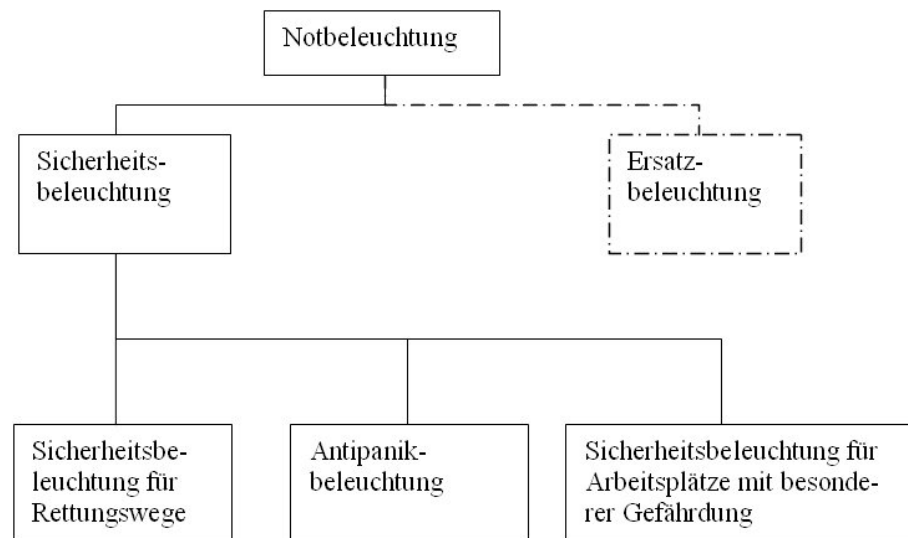 Notbeleuchtung
Sicherheits-
beleuchtung
Ersatz-
beleuchtung
Sicherheitsbe-
leuchtung für
Rettungswege
Antipanik-
beleuchtung
Sicherheitsbeleuchtung für
Arbeitsplätze mit besonde-
rer Gefährdung